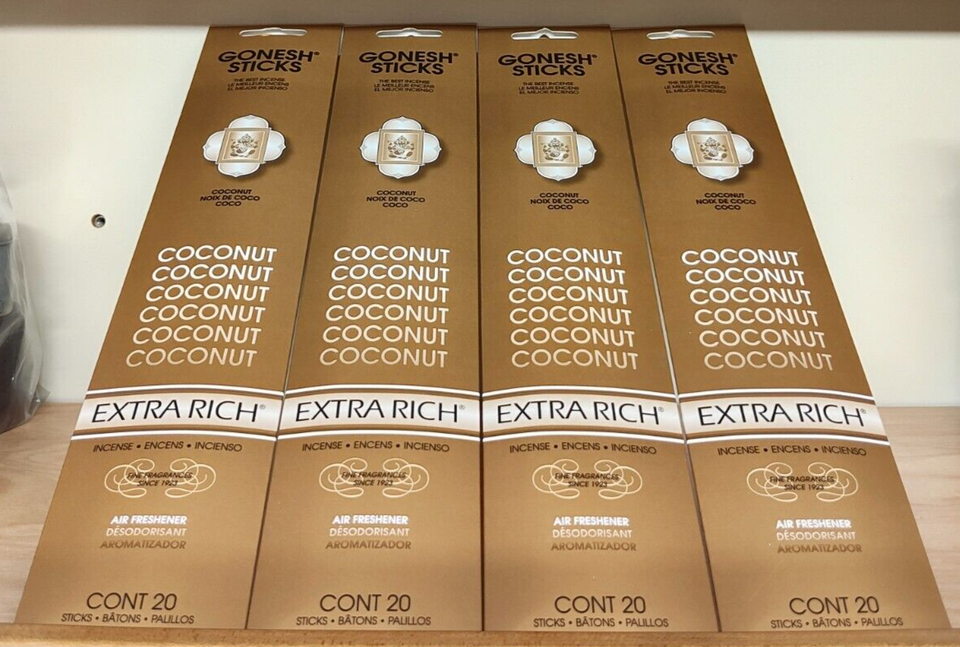 GONESH®
STICKS
THE BEST INCENSE
LE MEILLEUR ENCENS
EL MEJOR INCIENSO
COCONUT
NOIX DE COCO
COCO
COCONUT
COCONUT
COCONUT
COCONUT
COCONUT
COCONUT
EXTRA RICH®
INCENSE • ENCENS • INCIENSO
FINE FRAGRANCES
SINCE 1923
AIR FRESHENER
DÉSODORISANT
AROMATIZADOR
CONT 20
STICKS • BÂTONS • PALILLOS
GONESH®
STICKS
THE BEST INCENSE
LE MEILLEUR ENCENS
EL MEJOR INCIENSO
COCONUT
NOIX DE COCO
COCO
COCONUT
COCONUT
COCONUT
COCONUT
COCONUT
COCONUT
EXTRA RICH®
INCENSE • ENCENS • INCIENSO
FINE FRAGRANCES
SINCE 1923
AIR FRESHENER
DÉSODORISANT
AROMATIZADOR
CONT 20
STICKS • BÂTONS • PALILLOS
GONESH®
STICKS
THE BEST INCENSE
LE MEILLEUR ENCENS
EL MEJOR INCIENSO
COCONUT
NOIX DE COCO
COCO
COCONUT
COCONUT
COCONUT
COCONUT
COCONUT
COCONUT
EXTRA RICH®
INCENSE • ENCENS • INCIENSO
FINE FRAGRANCES
SINCE 1923
AIR FRESHENER
DÉSODORISANT
AROMATIZADOR
CONT 20
STICKS • BÂTONS • PALILLOS
GONESH®
STICKS
THE BEST INCENSE
LE MEILLEUR ENCENS
EL MEJOR INCIENSO
COCONUT
NOIX DE COCO
COCO
COCONUT
COCONUT
COCONUT
COCONUT
COCONUT
COCONUT
EXTRA RICH®
INCENSE • ENCENS • INCIENSO
FINE FRAGRANCES
SINCE 1923
AIR FRESHENER
DÉSODORISANT
AROMATIZADOR
CONT 20
STICKS • BÂTONS • PALILLOS